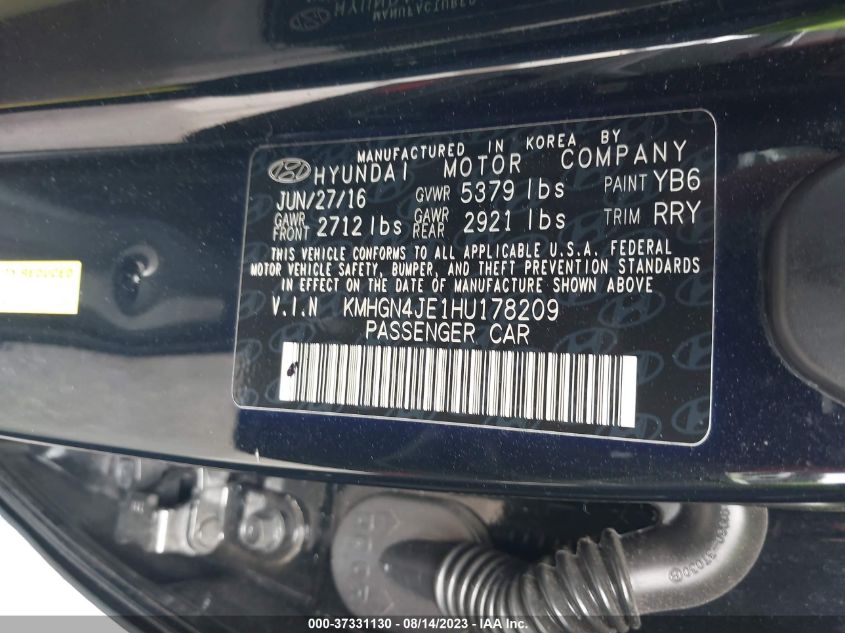 MANUFACTURED
MANUFACTURED IN KOREA BY
HYUNDAI MOTOR COMPANY
JUN/27/16 GVWR 5379 lbs PAINT YB6
GAWR FRONT 2712 lbs GAWR REAR 2921 lbs TRIM RRY
THIS VEHICLE CONFORMS TO ALL APPLICABLE U.S.A. FEDERAL
MOTOR VEHICLE SAFETY, BUMPER, AND THEFT PREVENTION STANDARDS
IN EFFECT ON THE DATE OF MANUFACTURE SHOWN ABOVE
V.I.N KMHGN4JE1HU178209
PASSENGER CAR
TY REDUCED
000-37331130 - 08/14/2023 - IAA Inc.